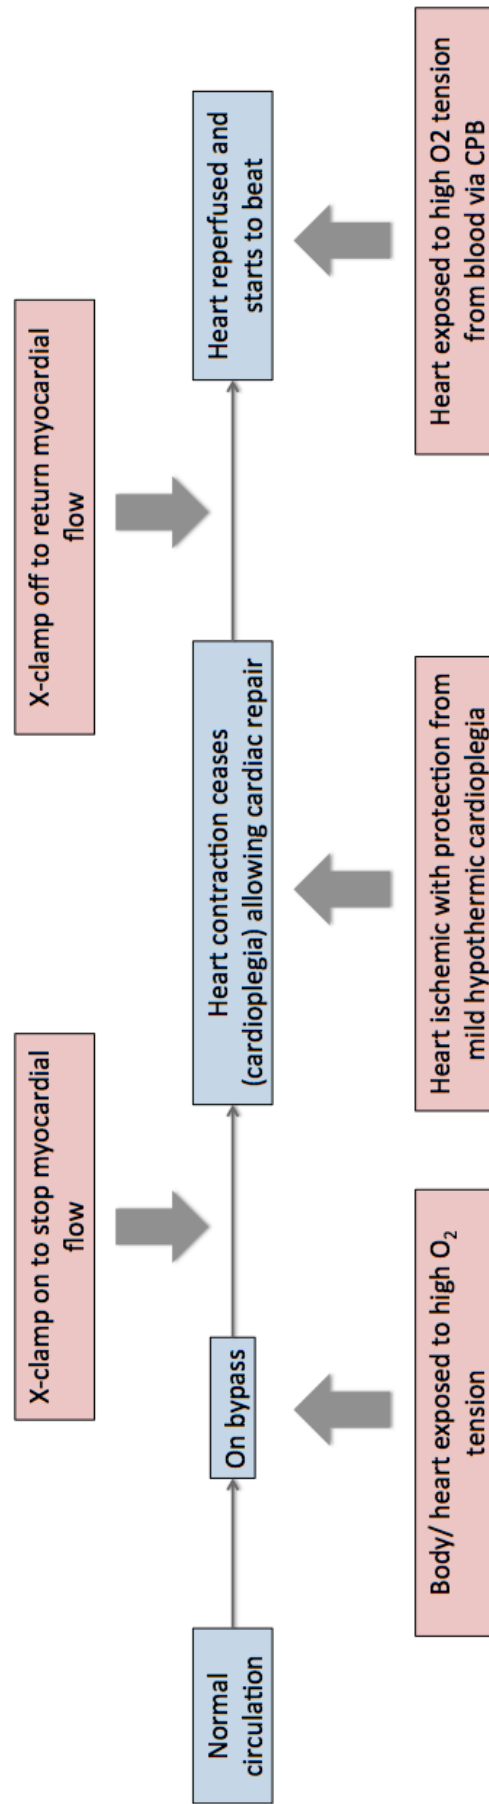 X-clamp on to stop myocardial
flow
X-clamp off to return myocardial
flow
Normal
circulation
On bypass
Heart contraction ceases
(cardioplegia) allowing cardiac repair
Heart reperfused and
starts to beat
Body/ heart exposed to high O₂
tension
Heart ischemic with protection from
mild hypothermic cardioplegia
Heart exposed to high O2 tension
from blood via CPB